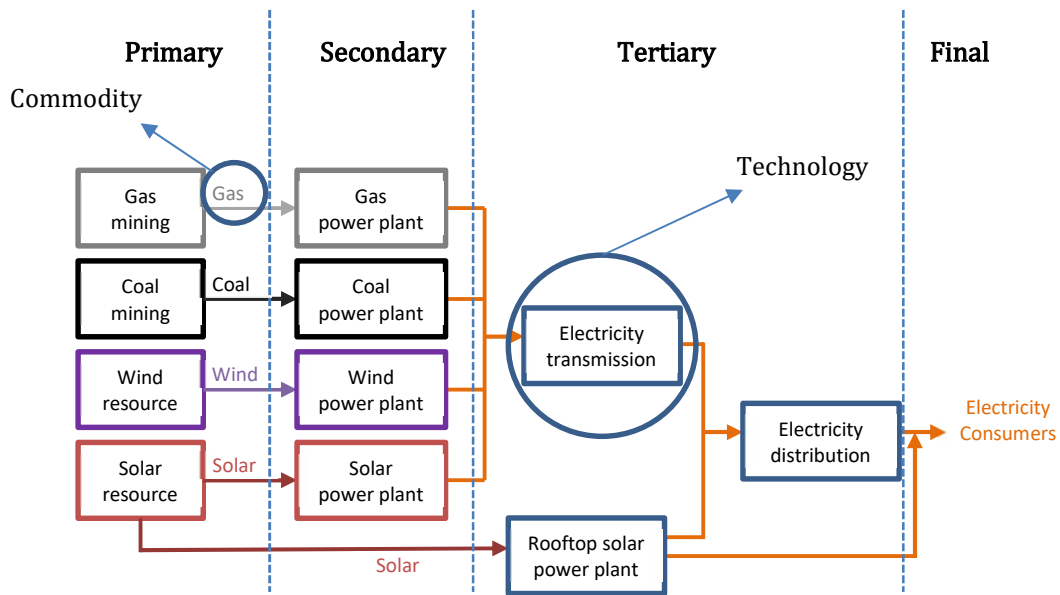 Primary
Secondary
Tertiary
Final
Commodity
Technology
Gas
mining
Gas
Gas
power plant
Coal
mining
Coal
Coal
power plant
Electricity
transmission
Wind
resource
Wind
Wind
power plant
Electricity
distribution
Electricity
Consumers
Solar
resource
Solar
Solar
power plant
Solar
Rooftop solar
power plant